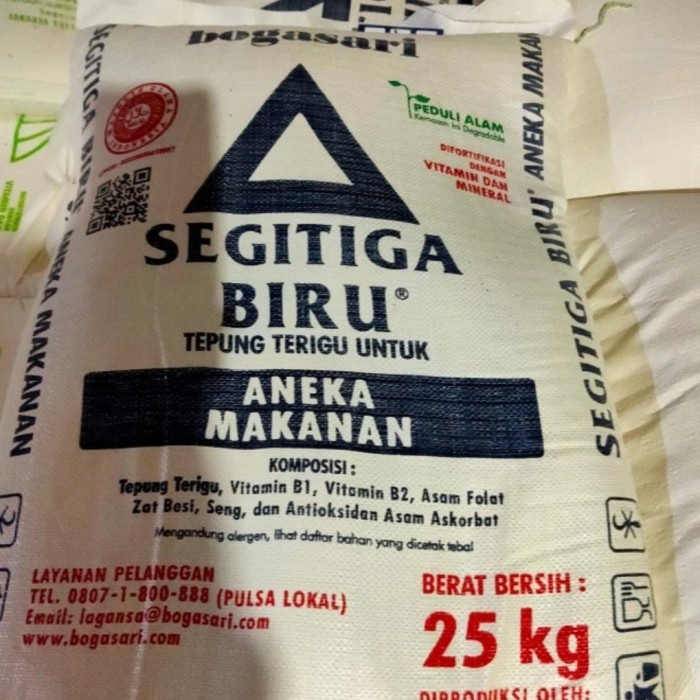 bogasari
PEDULI ALAM
Kemasan Ini Degradable
DIFORTIFIKASI
DENGAN
VITAMIN DAN
MINERAL
SEGITIGA
BIRU®
TEPUNG TERIGU UNTUK
ANEKA
MAKANAN
KOMPOSISI :
Tepung Terigu, Vitamin B1, Vitamin B2, Asam Folat
Zat Besi, Seng, dan Antioksidan Asam Askorbat
Mengandung alergen, lihat daftar bahan yang dicetak tebal
LAYANAN PELANGGAN
TEL. 0807-1-800-888 (PULSA LOKAL)
Email: lagansa@bogasari.com
www.bogasari.com
BERAT BERSIH :
25 kg
DIPRODUKSI OLEH:
SEGITIGA BIRU® ANEKA MAKANAN
SEGITIGA BIRU® ANEKA MAKAN